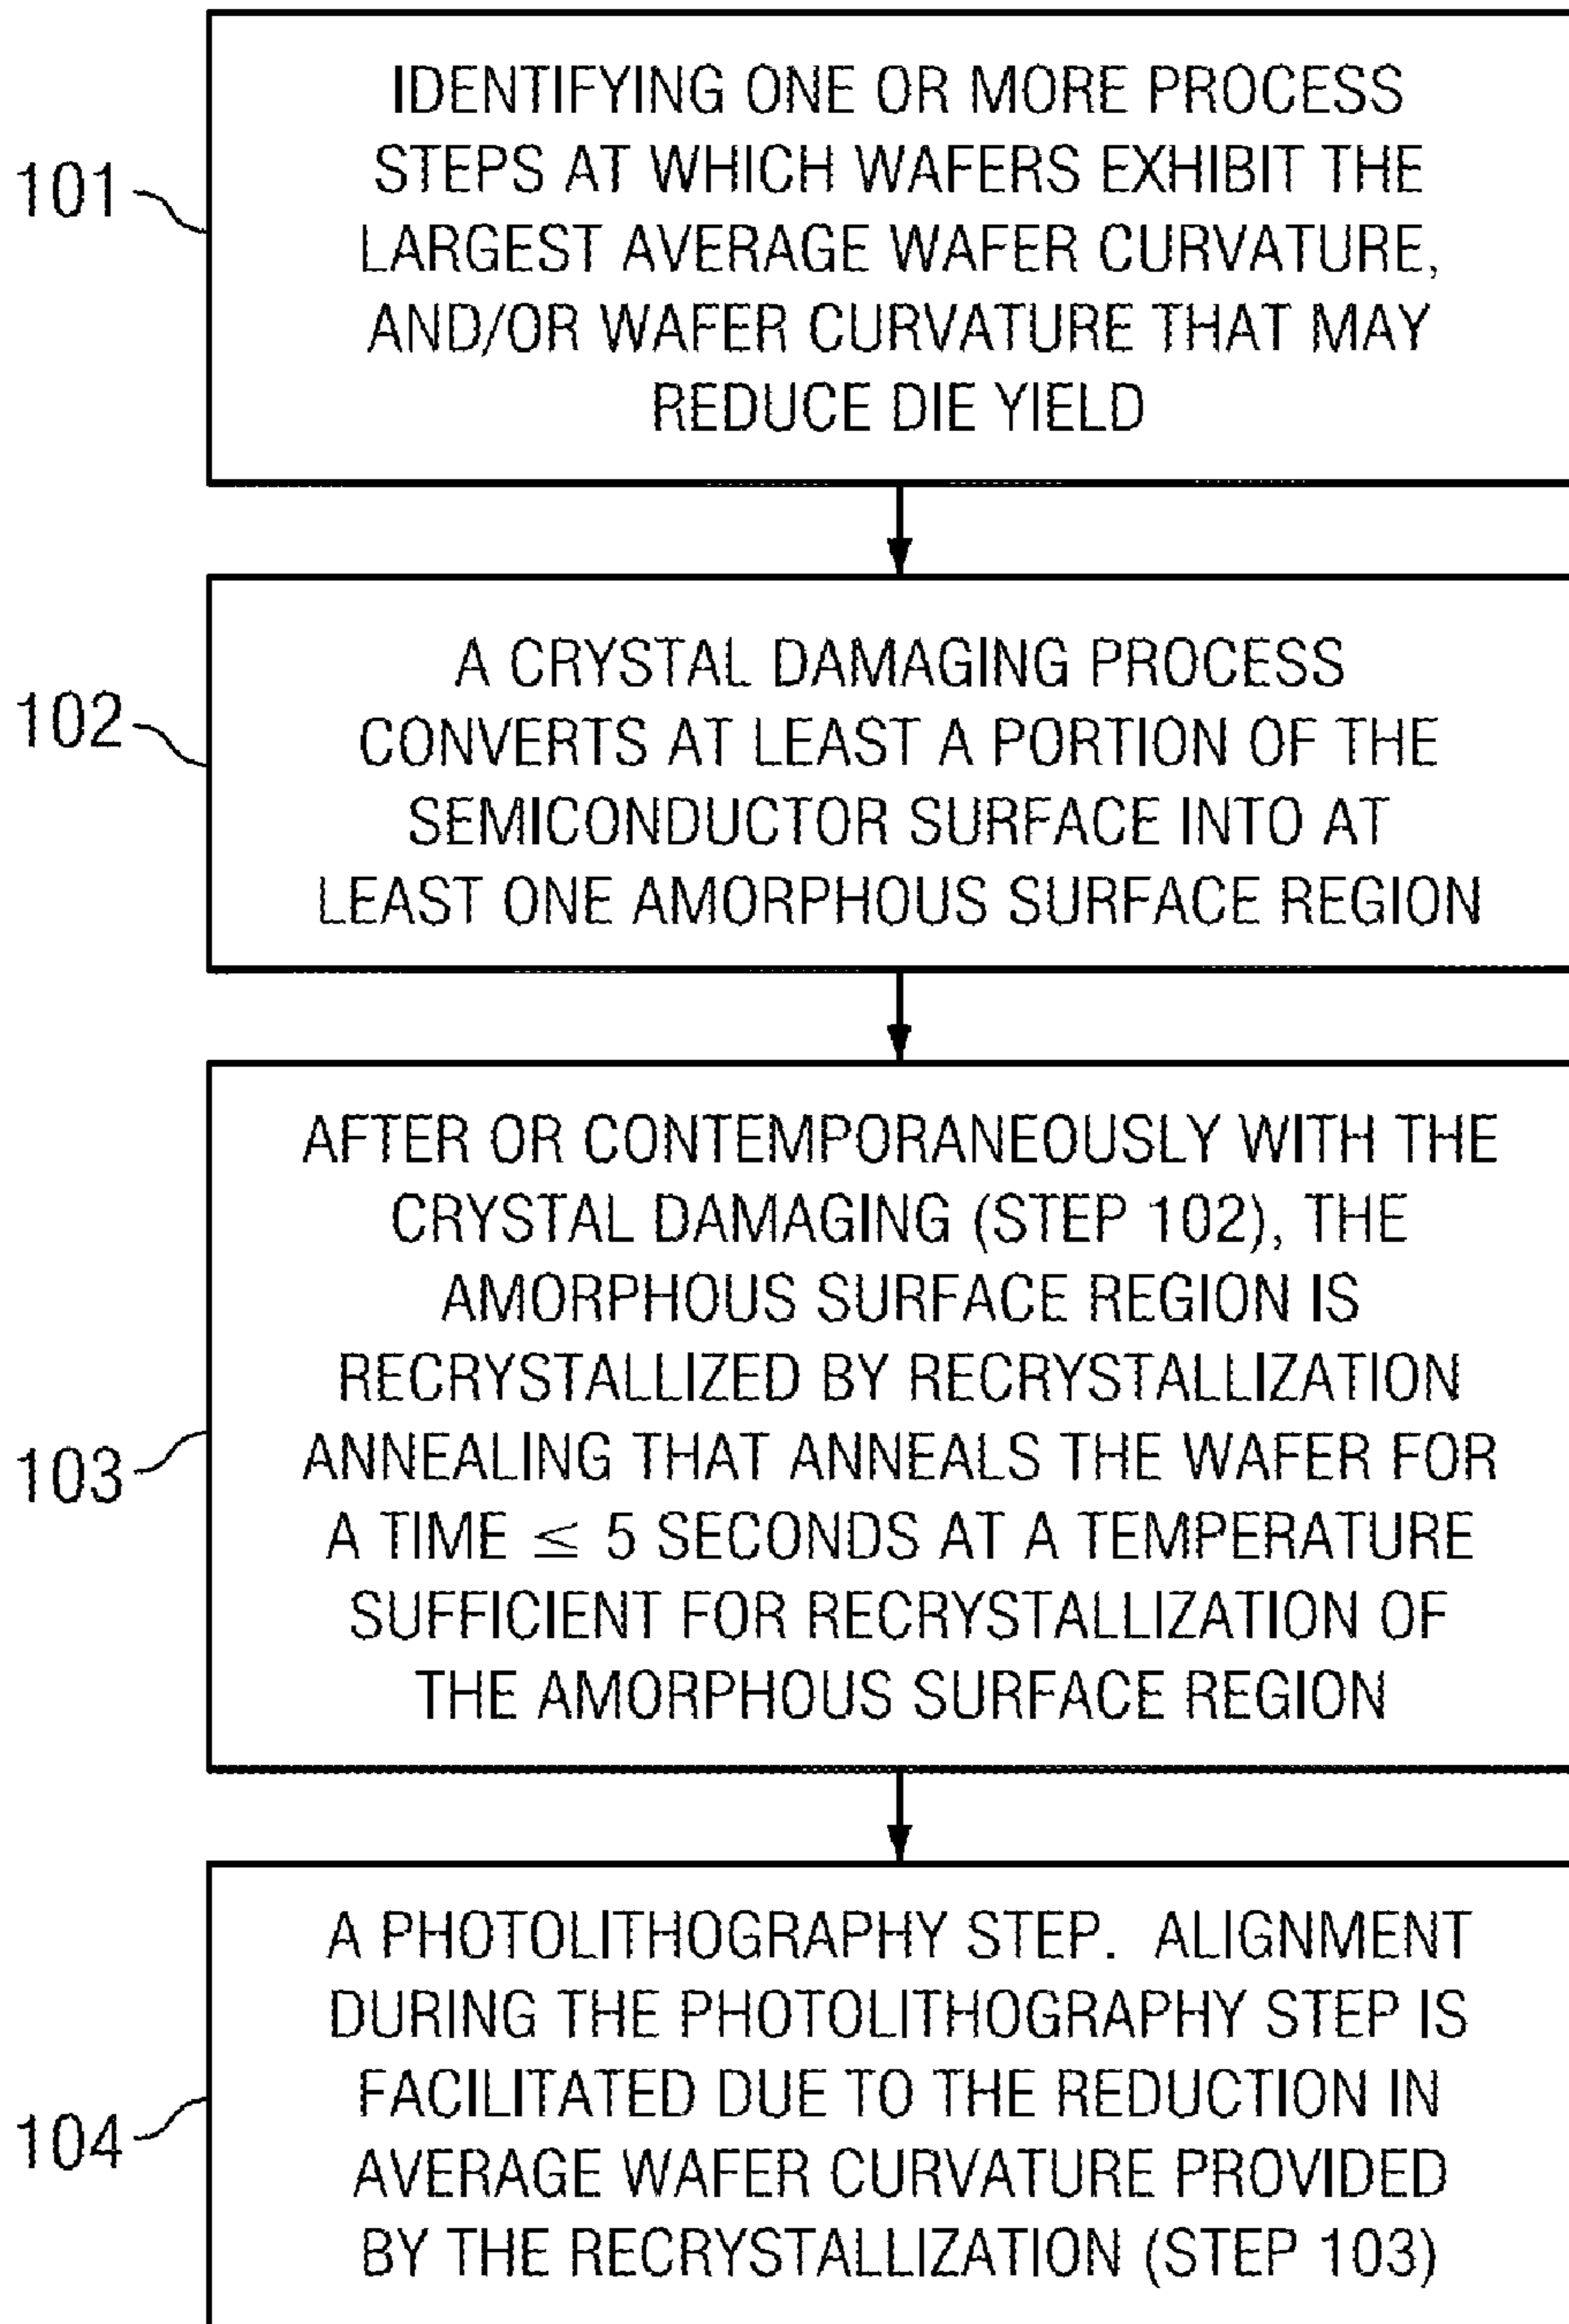 IDENTIFYING ONE OR MORE PROCESS
STEPS AT WHICH WAFERS EXHIBIT THE
101
LARGEST AVERAGE WAFER CURVATURE,
AND/OR WAFER CURVATURE THAT MAY
REDUCE DIE YIELD
A CRYSTAL DAMAGING PROCESS
102
CONVERTS AT LEAST A PORTION OF THE
SEMICONDUCTOR SURFACE INTO AT
LEAST ONE AMORPHOUS SURFACE REGION
AFTER OR CONTEMPORANEOUSLY WITH THE
CRYSTAL DAMAGING (STEP 102), THE
AMORPHOUS SURFACE REGION IS
RECRYSTALLIZED BY RECRYSTALLIZATION
103
ANNEALING THAT ANNEALS THE WAFER FOR
A TIME ≤ 5 SECONDS AT A TEMPERATURE
SUFFICIENT FOR RECRYSTALLIZATION OF
THE AMORPHOUS SURFACE REGION
A PHOTOLITHOGRAPHY STEP. ALIGNMENT
DURING THE PHOTOLITHOGRAPHY STEP IS
FACILITATED DUE TO THE REDUCTION IN
104
AVERAGE WAFER CURVATURE PROVIDED
BY THE RECRYSTALLIZATION (STEP 103)